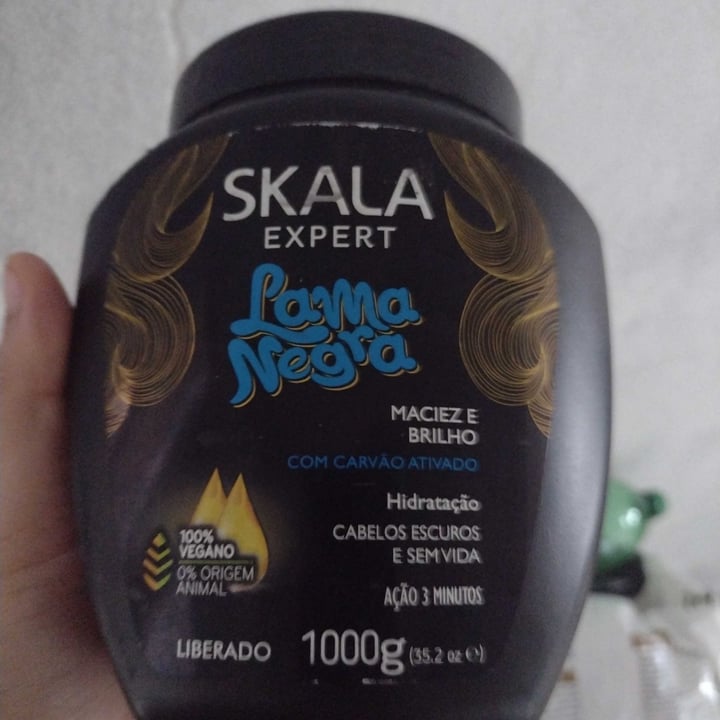 SKALA
EXPERT
Lama
Negra
MACIEZ E
BRILHO
COM CARVÃO ATIVADO
Hidratação
CABELOS ESCUROS
E SEM VIDA
AÇÃO 3 MINUTOS
100%
VEGANO
0% ORIGEM
ANIMAL
LIBERADO 1000g (35.2 oz ℮)